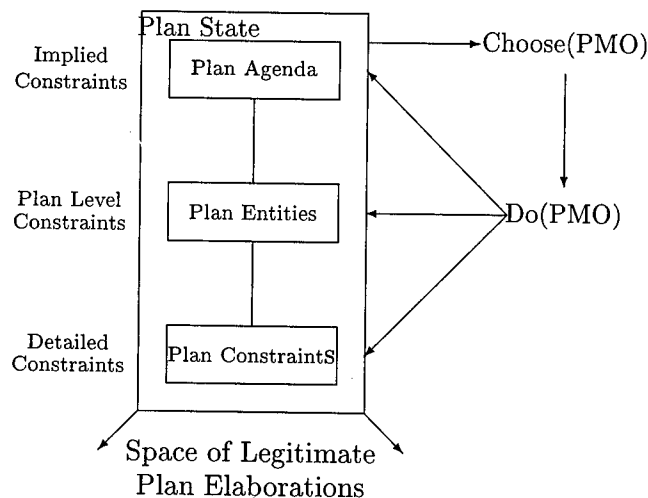 Plan State
Implied
Constraints
Plan Agenda
Choose(PMO)
Plan Level
Constraints
Plan Entities
Do(PMO)
Detailed
Constraints
Plan ConstraintS
Space of Legitimate
Plan Elaborations